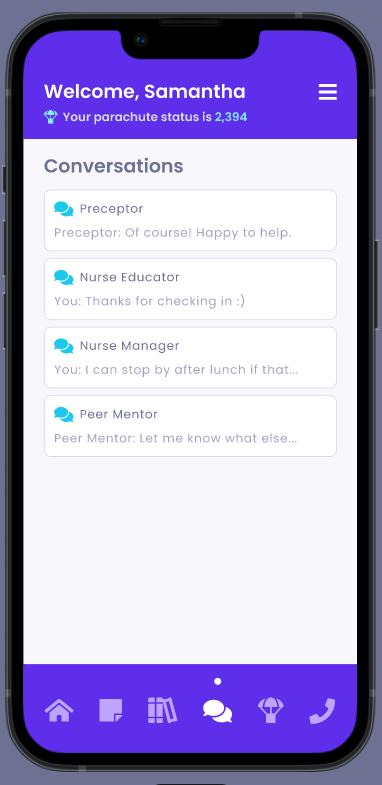 Welcome, Samantha
Your parachute status is 2,394
Conversations
Preceptor
Preceptor: Of course! Happy to help.
Nurse Educator
You: Thanks for checking in :)
Nurse Manager
You: I can stop by after lunch if that...
Peer Mentor
Peer Mentor: Let me know what else...